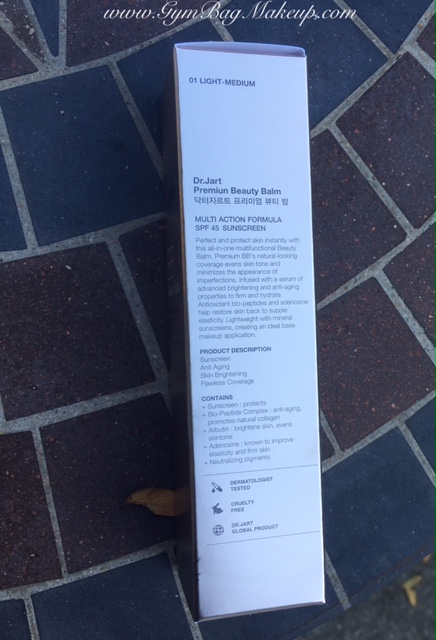 www.GymBagMakeup.com
01 LIGHT-MEDIUM
Dr.Jart
Premiun Beauty Balm
닥터자르트 프리미엄 뷰티 밤
MULTI ACTION FORMULA
SPF 45 SUNSCREEN
Perfect and protect skin instantly with
this all-in-one multifunctional Beauty
Balm. Premium BB's natural-looking
coverage evens skin tone and
minimizes the appearance of
imperfections. Infused with a serum of
advanced brightening and anti-aging
properties to firm and hydrate.
Antioxidant bio-peptides and adenosine
help restore skin back to supple
elasticity. Lightweight with mineral
sunscreens, creating an ideal base
makeup application.
PRODUCT DESCRIPTION
Sunscreen
Anti Aging
Skin Brightening
Flawless Coverage
CONTAINS
+ Sunscreen : protects
+ Bio-Peptide Complex : anti-aging,
promotes natural collagen
+ Arbutin : brightens skin, evens
skintone
+ Adenosine : known to improve
elasticity and firm skin
+ Neutralizing pigments
DERMATOLOGIST
TESTED
CRUELTY
FREE
DR.JART
GLOBAL PRODUCT